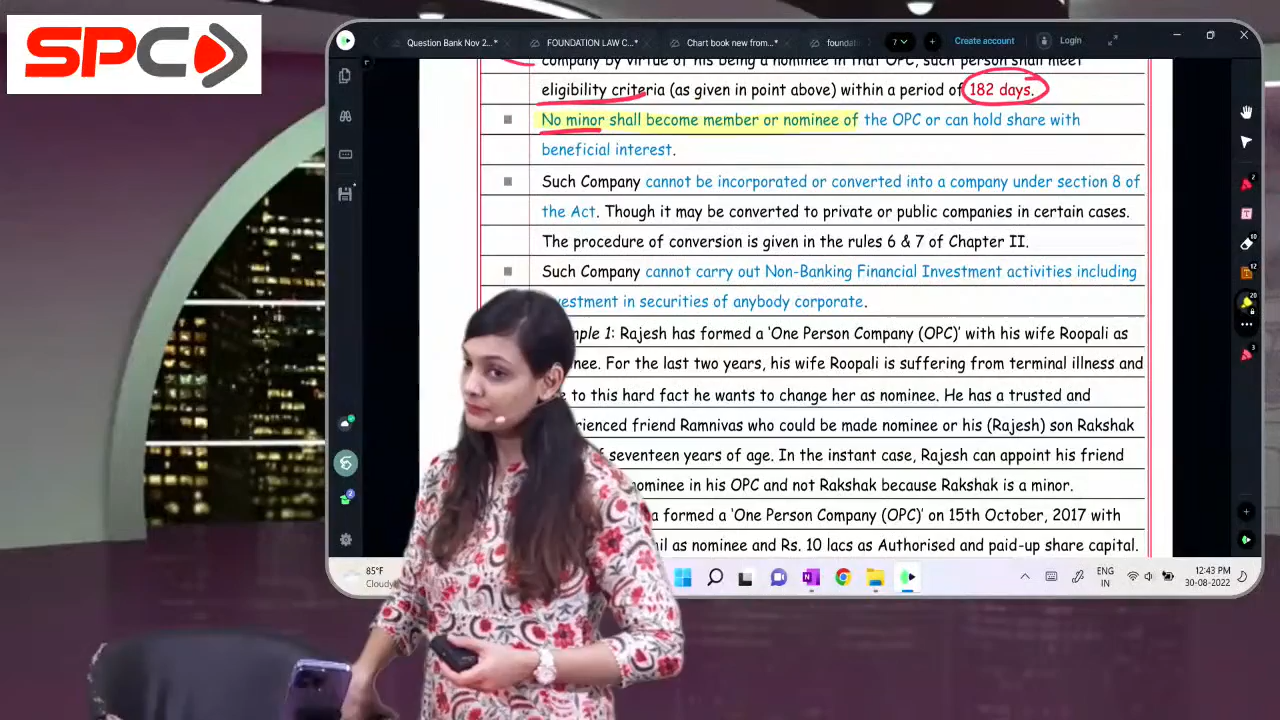 SPC
Question Bank Nov 2...*
FOUNDATION LAW C...*
Chart book new from...*
foundat
7
Create account
Login
company by virtue of his being a nominee in that OPC, such person shall meet
eligibility criteria (as given in point above) within a period of 182 days.
No minor shall become member or nominee of the OPC or can hold share with
beneficial interest.
Such Company cannot be incorporated or converted into a company under section 8 of
the Act. Though it may be converted to private or public companies in certain cases.
The procedure of conversion is given in the rules 6 & 7 of Chapter II.
Such Company cannot carry out Non-Banking Financial Investment activities including
vestment in securities of anybody corporate.
mple 1: Rajesh has formed a 'One Person Company (OPC)' with his wife Roopali as
nee. For the last two years, his wife Roopali is suffering from terminal illness and
e to this hard fact he wants to change her as nominee. He has a trusted and
erienced friend Ramnivas who could be made nominee or his (Rajesh) son Rakshak
f seventeen years of age. In the instant case, Rajesh can appoint his friend
nominee in his OPC and not Rakshak because Rakshak is a minor.
a formed a 'One Person Company (OPC)' on 15th October, 2017 with
nil as nominee and Rs. 10 lacs as Authorised and paid-up share capital.
85°F
Cloudy
ENG
IN
12:43 PM
30-08-2022